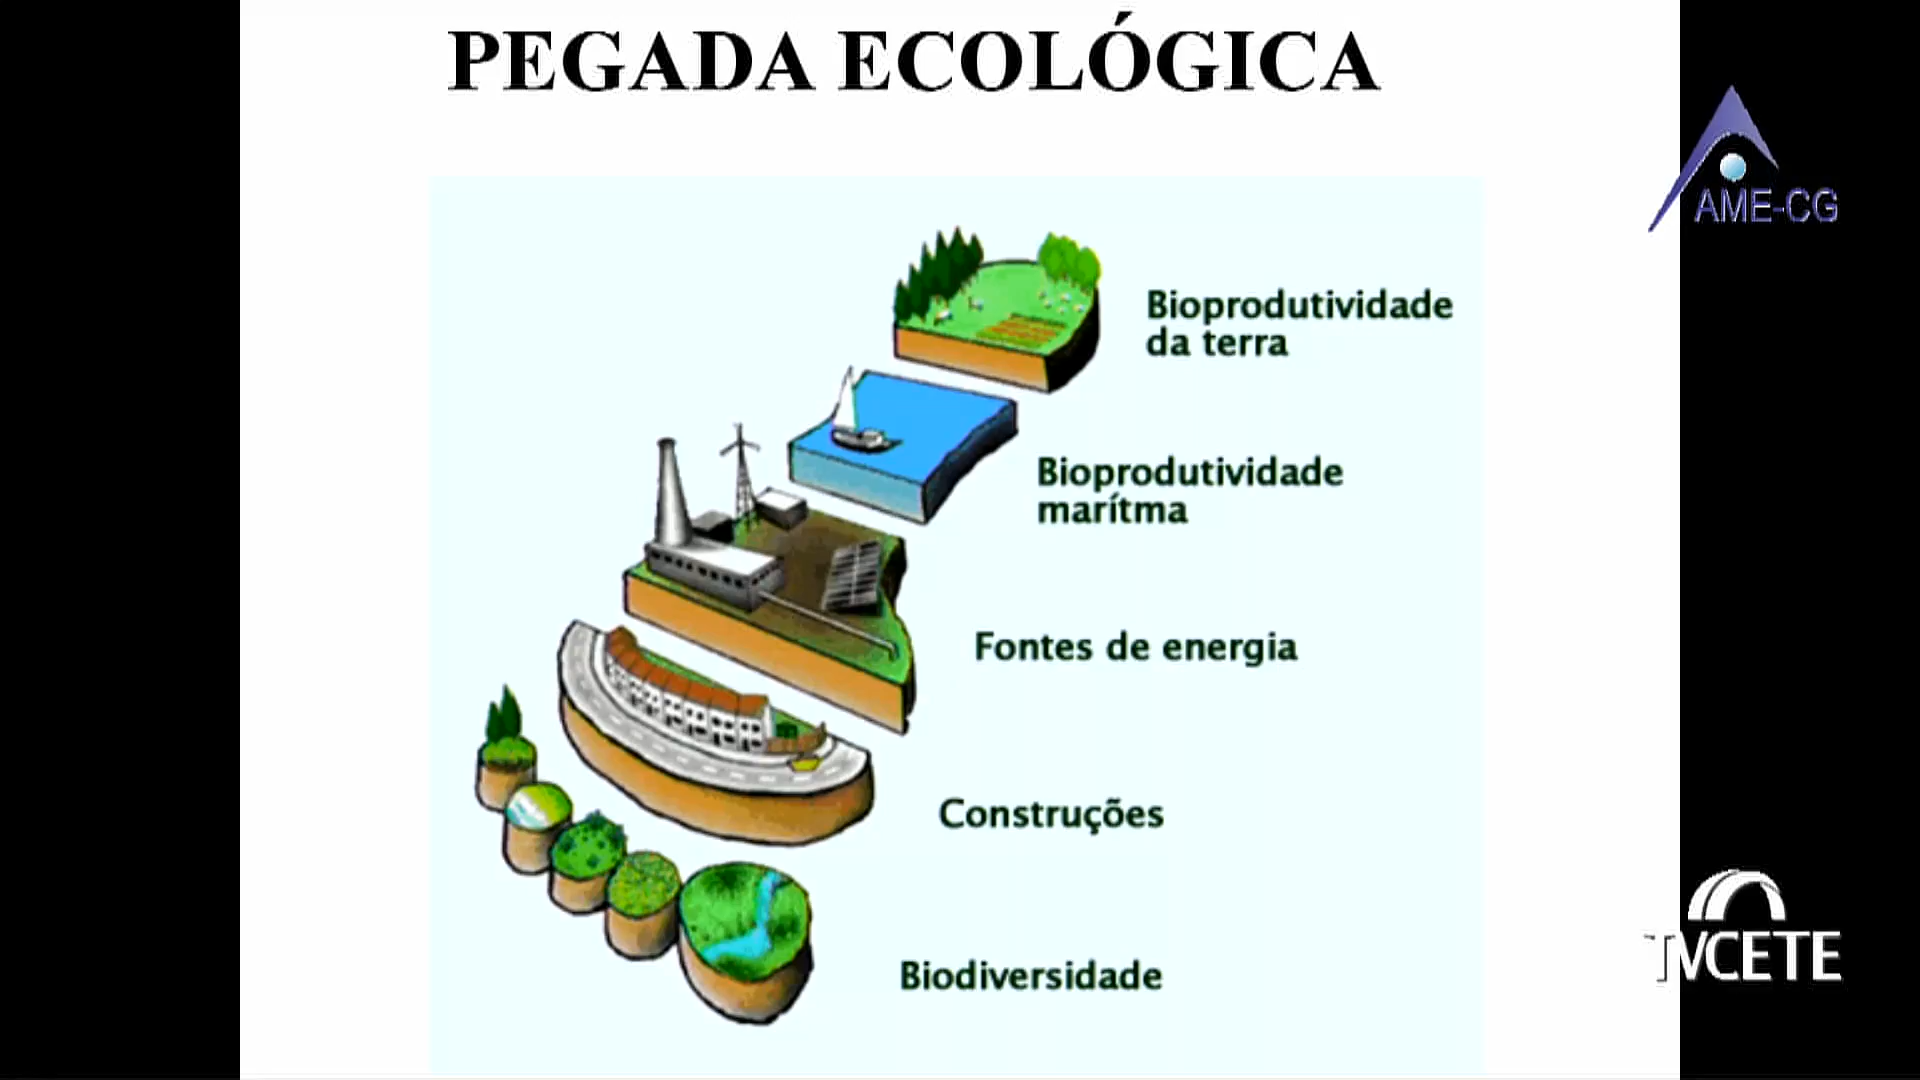 PEGADA ECOLÓGICA
AME-CG
Bioprodutividade
da terra
Bioprodutividade
marítma
Fontes de energia
Construções
Biodiversidade
TVCETE